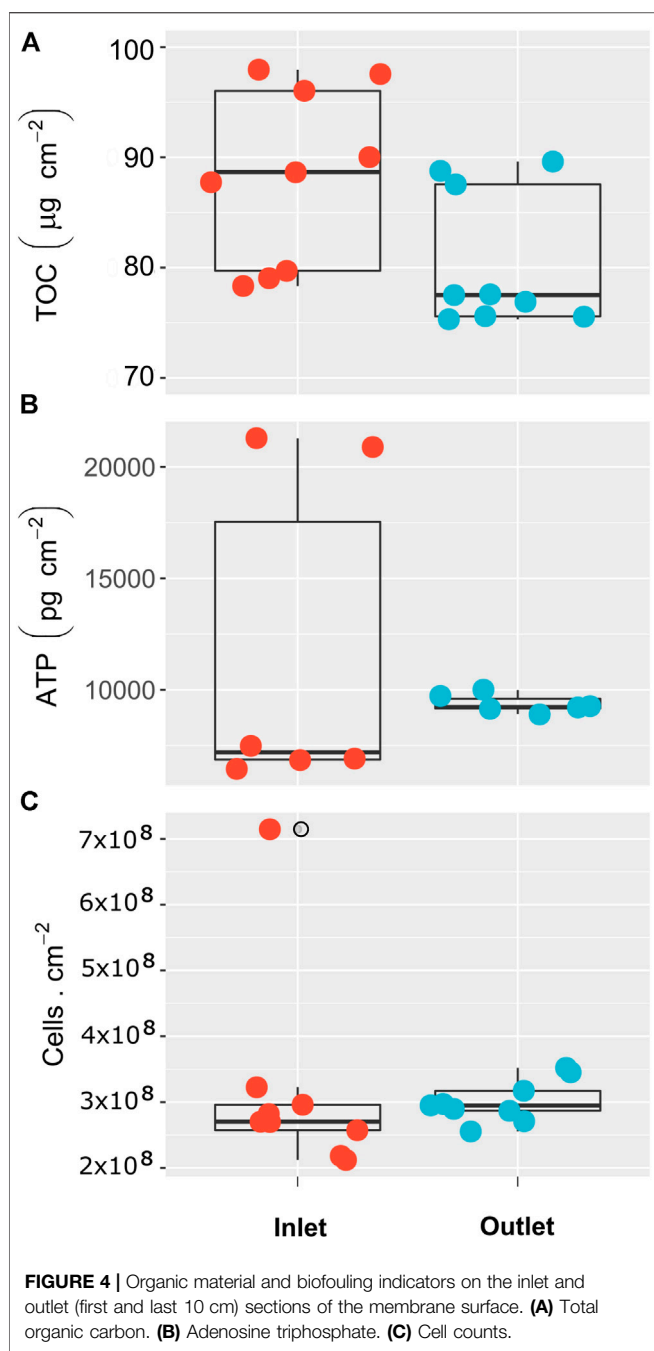 A
100
90
80
70
TOC (µg cm⁻²)
B
20000
15000
10000
ATP (pg cm⁻²)
C
7x10⁸
6x10⁸
5x10⁸
4x10⁸
3x10⁸
2x10⁸
Cells . cm⁻²
Inlet Outlet
FIGURE 4 | Organic material and biofouling indicators on the inlet and
outlet (first and last 10 cm) sections of the membrane surface. (A) Total
organic carbon. (B) Adenosine triphosphate. (C) Cell counts.